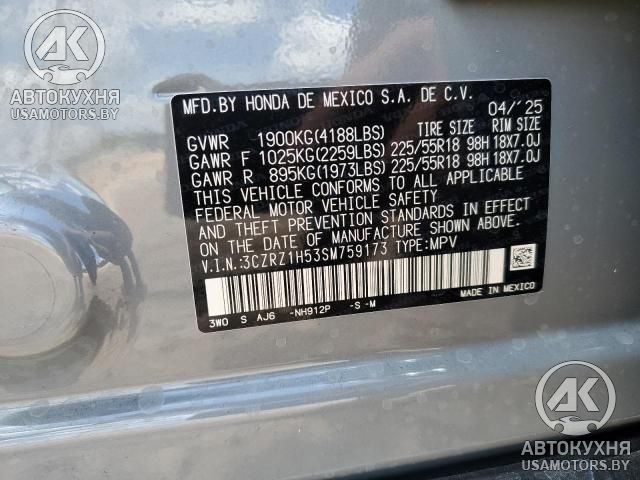 AK
АВТОКУХНЯ
USAMOTORS.BY
MFD.BY HONDA DE MEXICO S.A. DE C.V. 04/'25
GVWR 1900KG(4188LBS) TIRE SIZE RIM SIZE
GAWR F 1025KG(2259LBS) 225/55R18 98H 18X7.0J
GAWR R 895KG(1973LBS) 225/55R18 98H 18X7.0J
THIS VEHICLE CONFORMS TO ALL APPLICABLE
FEDERAL MOTOR VEHICLE SAFETY
AND THEFT PREVENTION STANDARDS IN EFFECT
ON THE DATE OF MANUFACTURE SHOWN ABOVE.
V.I.N.:3CZRZ1H53SM759173 TYPE:MPV
3WO S AJ6 -NH912P -S -M MADE IN MEXICO
AK
АВТОКУХНЯ
USAMOTORS.BY